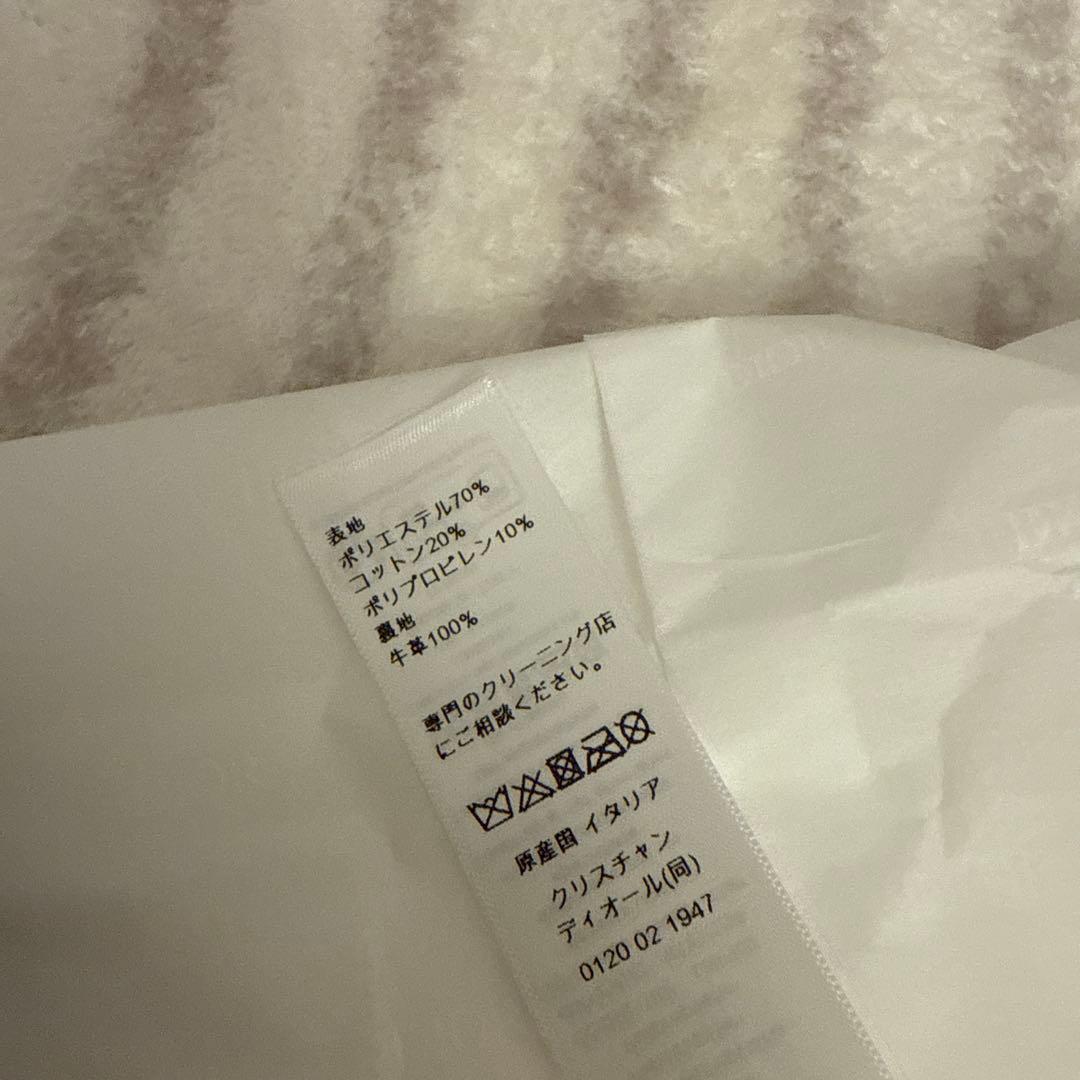 表地
ポリエステル70%
コットン20%
ポリプロピレン10%
裏地
牛革100%
専門のクリーニング店
にご相談ください。
原産国 イタリア
クリスチャン
ディオール(同)
0120 02 1947